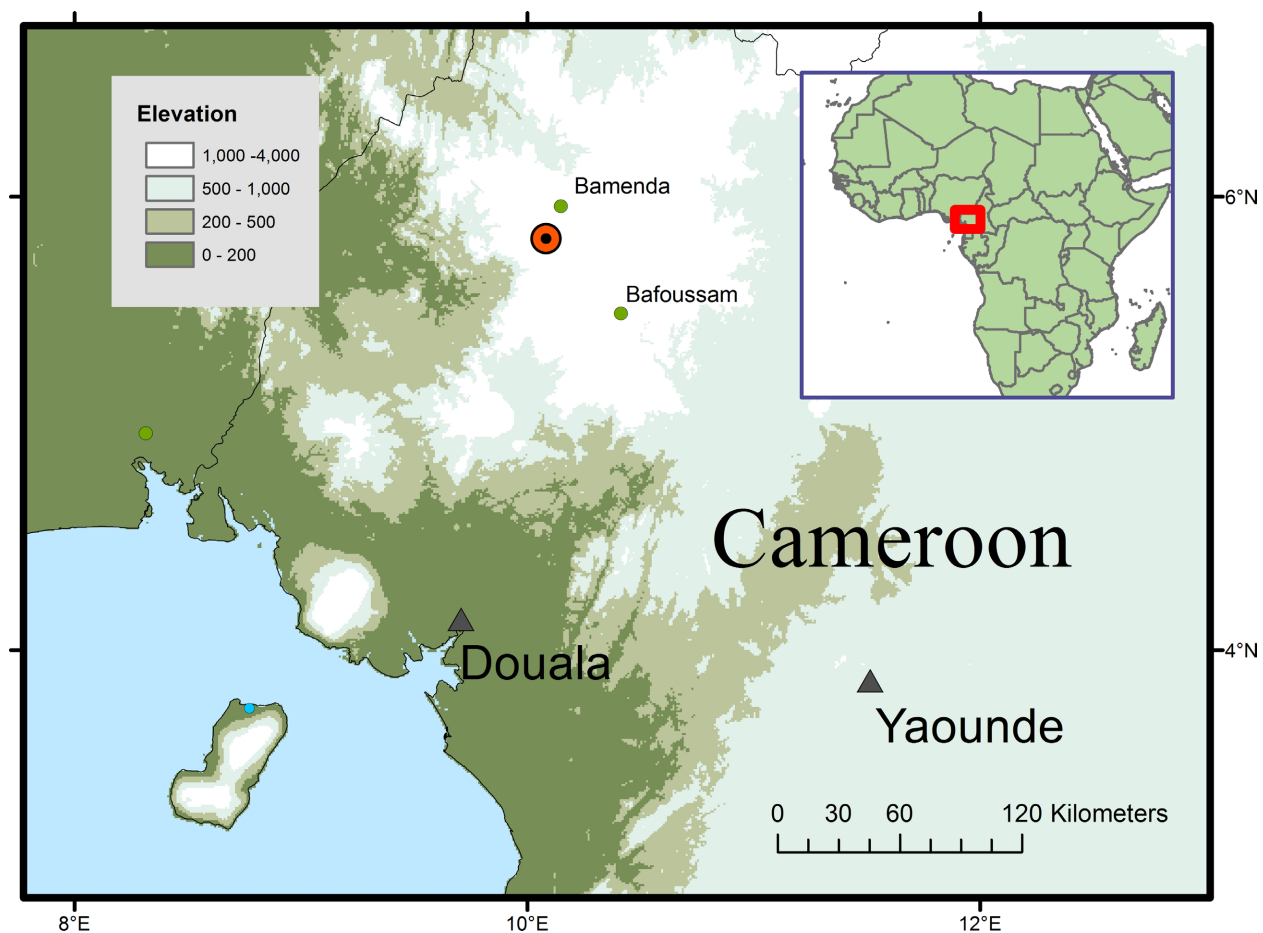 Elevation
1,000 -4,000
500 - 1,000
200 - 500
0 - 200
Bamenda
6°N
Bafoussam
Cameroon
Douala
4°N
Yaounde
0 30 60 120 Kilometers
8°E 10°E 12°E